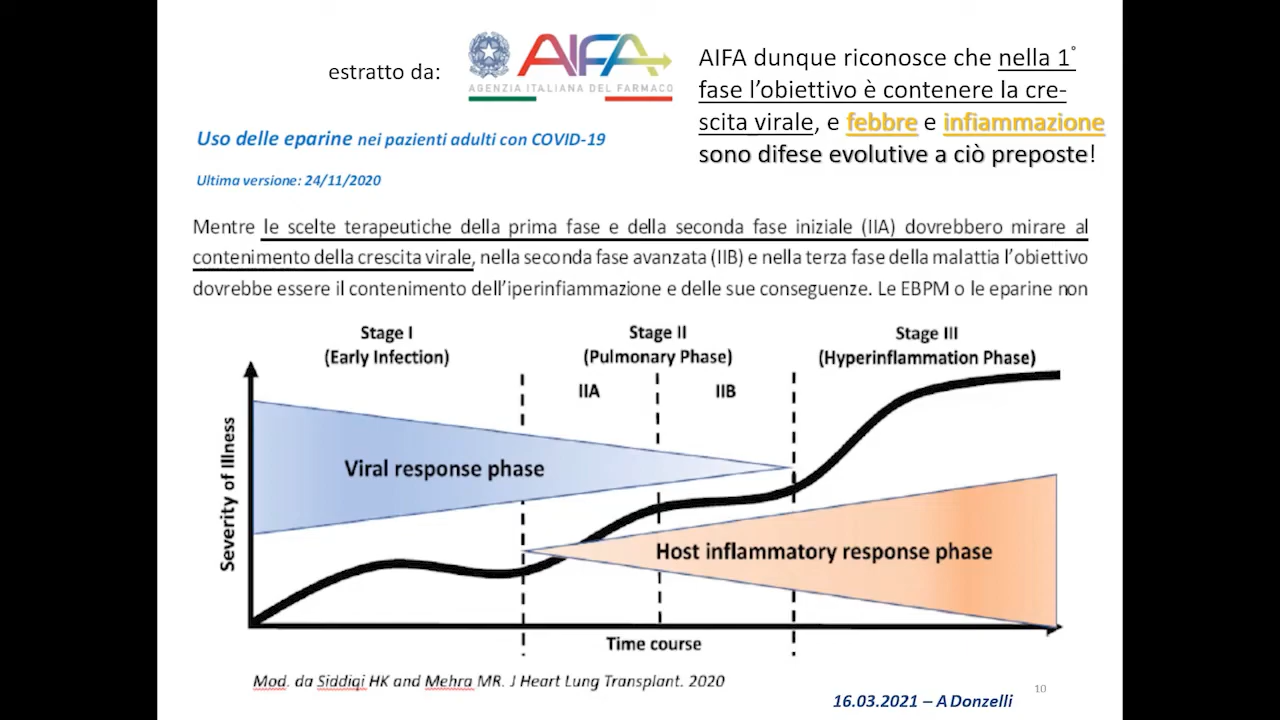 estratto da:
AIFA
AGENZIA ITALIANA DEL FARMACO
AIFA dunque riconosce che nella 1°
fase l'obiettivo è contenere la cre-
scita virale, e febbre e infiammazione
sono difese evolutive a ciò preposte!
Uso delle eparine nei pazienti adulti con COVID-19
Ultima versione: 24/11/2020
Mentre le scelte terapeutiche della prima fase e della seconda fase iniziale (IIA) dovrebbero mirare al
contenimento della crescita virale, nella seconda fase avanzata (IIB) e nella terza fase della malattia l'obiettivo
dovrebbe essere il contenimento dell'iperinfiammazione e delle sue conseguenze. Le EBPM o le eparine non
Stage I
(Early Infection)
Stage II
(Pulmonary Phase)
Stage III
(Hyperinflammation Phase)
IIA
IIB
Severity of Illness
Viral response phase
Host inflammatory response phase
Time course
Mod. da Siddiqi HK and Mehra MR. J Heart Lung Transplant. 2020
16.03.2021 – A Donzelli
10